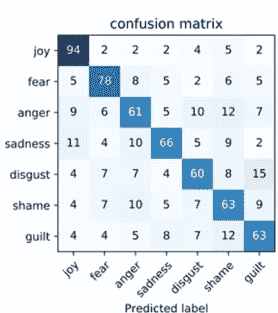 confusion matrix
joy 94 2 2 2 4 5 2
fear 5 78 8 5 2 6 5
anger 9 6 61 5 10 12 7
sadness 11 4 10 66 5 9 2
disgust 4 7 7 4 60 8 15
shame 4 7 10 5 7 63 9
guilt 4 4 5 8 7 12 63
joy fear anger sadness disgust shame guilt
Predicted label